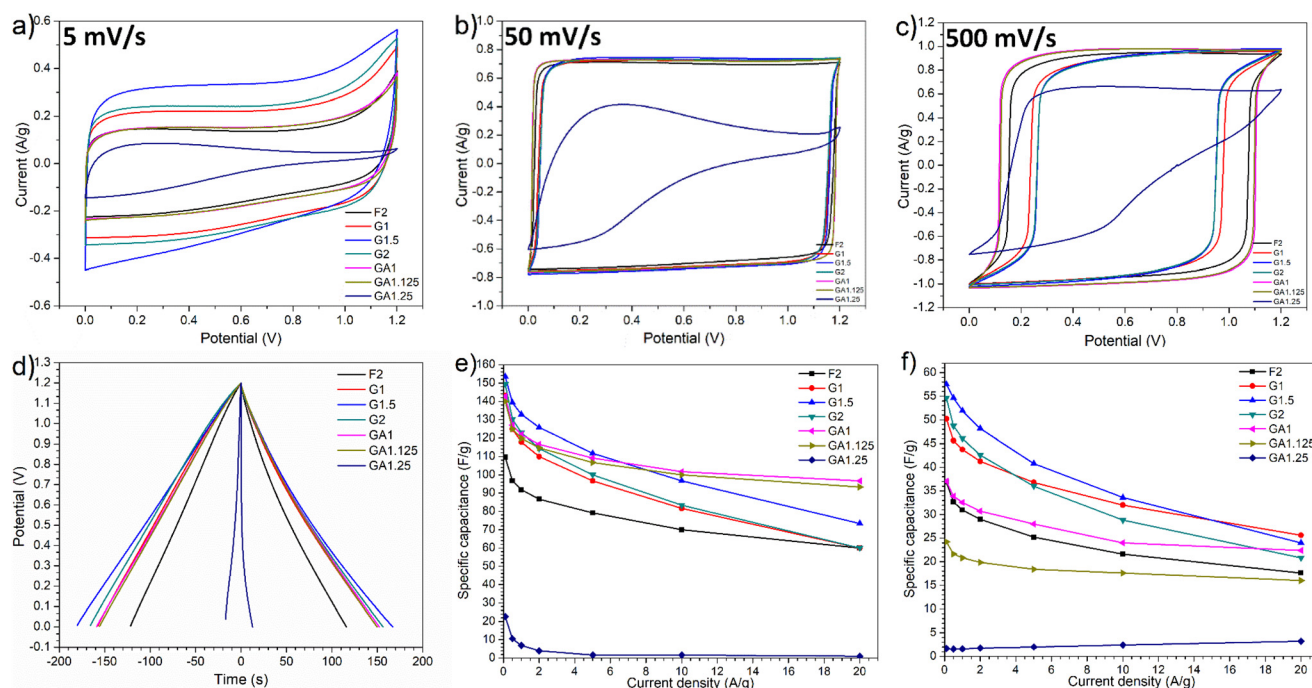 a) 5 mV/s
0.6
0.4
0.2
0.0
-0.2
-0.4
-0.6
Current (A/g)
0.0 0.2 0.4 0.6 0.8 1.0 1.2
Potential (V)
F2
G1
G1.5
G2
GA1
GA1.125
GA1.25
b) 50 mV/s
1.0
0.8
0.6
0.4
0.2
0.0
-0.2
-0.4
-0.6
-0.8
-1.0
Current (A/g)
0.0 0.2 0.4 0.6 0.8 1.0 1.2
Potential (V)
F2
G1
G1.5
G2
GA1
GA1.125
GA1.25
c) 500 mV/s
1.2
1.0
0.8
0.6
0.4
0.2
0.0
-0.2
-0.4
-0.6
-0.8
-1.0
-1.2
Current (A/g)
0.0 0.2 0.4 0.6 0.8 1.0 1.2
Potential (V)
F2
G1
G1.5
G2
GA1
GA1.125
GA1.25
d)
1.3
1.2
1.1
1.0
0.9
0.8
0.7
0.6
0.5
0.4
0.3
0.2
0.1
0.0
-0.1
Potential (V)
-200 -150 -100 -50 0 50 100 150 200
Time (s)
F2
G1
G1.5
G2
GA1
GA1.125
GA1.25
e)
160
150
140
130
120
110
100
90
80
70
60
50
40
30
20
10
0
Specific capacitance (F/g)
0 2 4 6 8 10 12 14 16 18 20
Current density (A/g)
F2
G1
G1.5
G2
GA1
GA1.125
GA1.25
f)
60
55
50
45
40
35
30
25
20
15
10
5
0
Specific capacitance (F/g)
0 2 4 6 8 10 12 14 16 18 20
Current density (A/g)
F2
G1
G1.5
G2
GA1
GA1.125
GA1.25